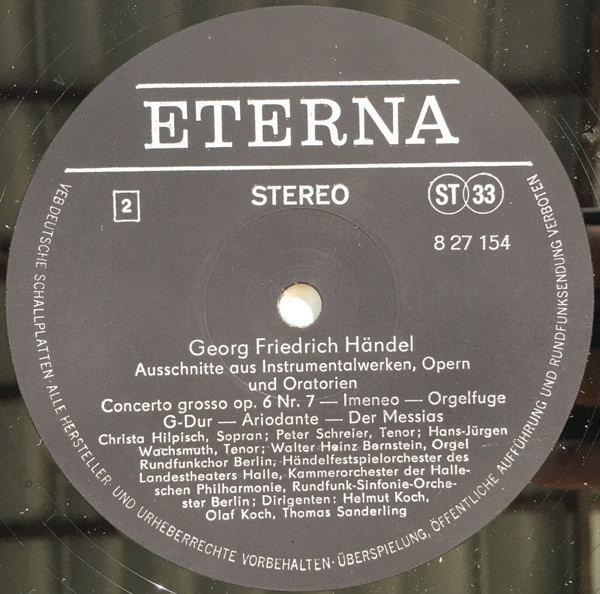 ETERNA
2
STEREO
ST 33
8 27 154
Georg Friedrich Händel
Ausschnitte aus Instrumentalwerken, Opern
und Oratorien
Concerto grosso op. 6 Nr. 7 — Imeneo — Orgelfuge
G-Dur — Ariodante — Der Messias
Christa Hilpisch, Sopran; Peter Schreier, Tenor; Hans-Jürgen
Wachsmuth, Tenor; Walter Heinz Bernstein, Orgel
Rundfunkchor Berlin, Händelfestspielorchester des
Landestheaters Halle, Kammerorchester der Halle-
schen Philharmonie, Rundfunk-Sinfonie-Orche-
ster Berlin; Dirigenten: Helmut Koch,
Olaf Koch, Thomas Sanderling
VEB DEUTSCHE SCHALLPLATTEN · ALLE HERSTELLER- UND URHEBERRECHTE VORBEHALTEN · ÜBERSPIELUNG, ÖFFENTLICHE AUFFÜHRUNG UND RUNDFUNKSENDUNG VERBOTEN